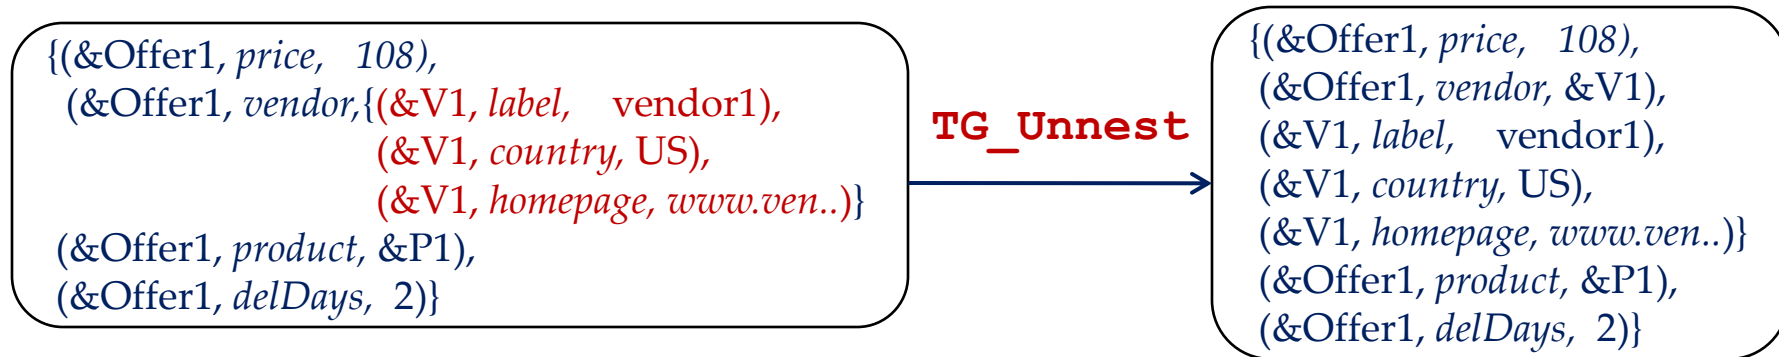 {(&Offer1, price, 108),
(&Offer1, vendor,{(&V1, label, vendor1),
(&V1, country, US),
(&V1, homepage, www.ven..)}
(&Offer1, product, &P1),
(&Offer1, delDays, 2)}
TG_Unnest
{(&Offer1, price, 108),
(&Offer1, vendor, &V1),
(&V1, label, vendor1),
(&V1, country, US),
(&V1, homepage, www.ven..)}
(&Offer1, product, &P1),
(&Offer1, delDays, 2)}